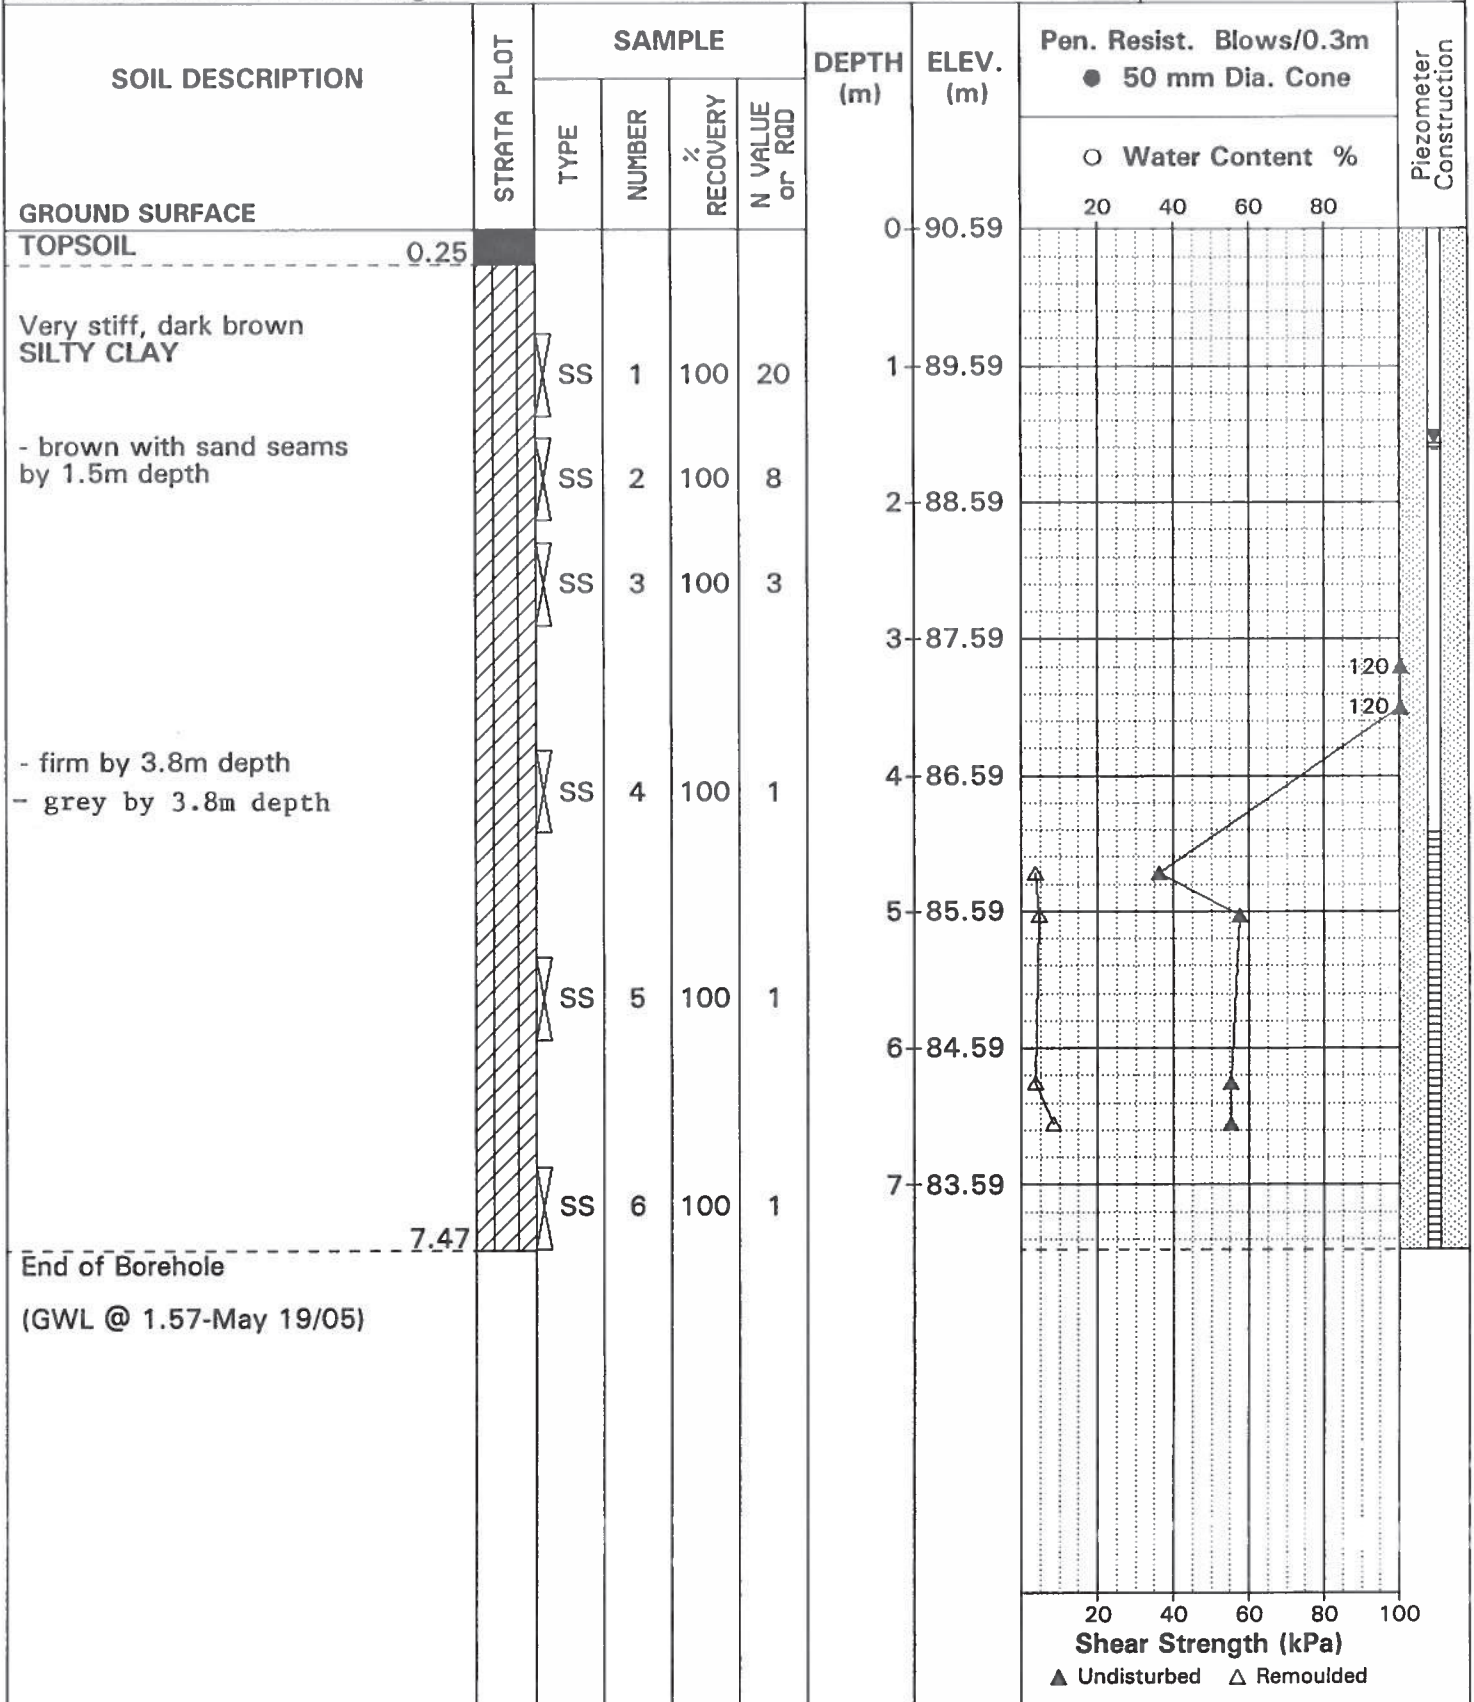 SOIL DESCRIPTION
GROUND SURFACE
STRATA PLOT
SAMPLE
TYPE
NUMBER
%
RECOVERY
N VALUE
or RQD
DEPTH
(m)
ELEV.
(m)
Pen. Resist. Blows/0.3m
● 50 mm Dia. Cone
○ Water Content %
20 40 60 80
Piezometer
Construction
TOPSOIL 0.25
0 90.59
Very stiff, dark brown
SILTY CLAY
SS 1 100 20
1 89.59
- brown with sand seams
by 1.5m depth
SS 2 100 8
2 88.59
SS 3 100 3
3 87.59
120
120
- firm by 3.8m depth
- grey by 3.8m depth
4 86.59
SS 4 100 1
5 85.59
SS 5 100 1
6 84.59
7 83.59
SS 6 100 1
7.47
End of Borehole
(GWL @ 1.57-May 19/05)
20 40 60 80 100
Shear Strength (kPa)
▲ Undisturbed △ Remoulded